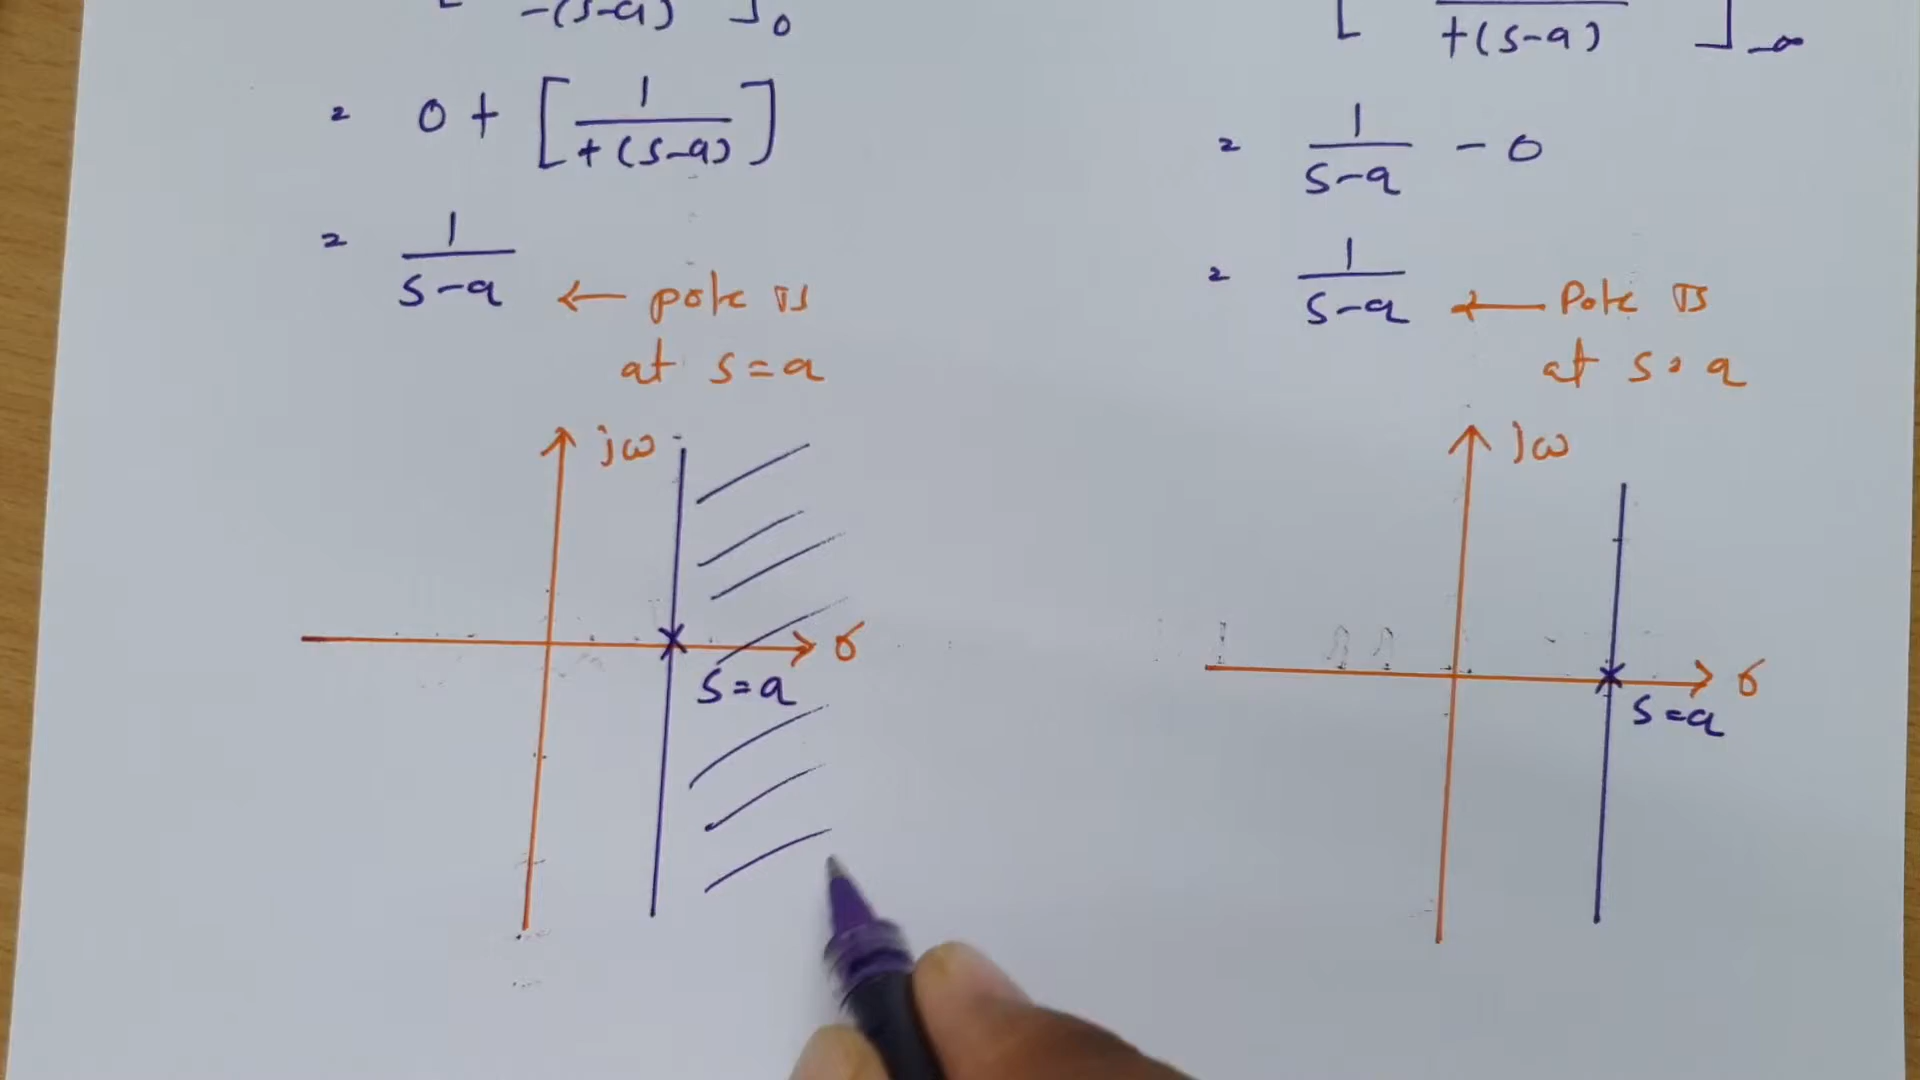 -(s-a) ]0
= 0 + [ 1 / +(s-a) ]
= 1 / s-a ← pole is
at s = a
jω
σ
s = a
[ +(s-a) ]-∞
= 1 / s-a - 0
= 1 / s-a ← Pole is
at s = a
jω
σ
s = a